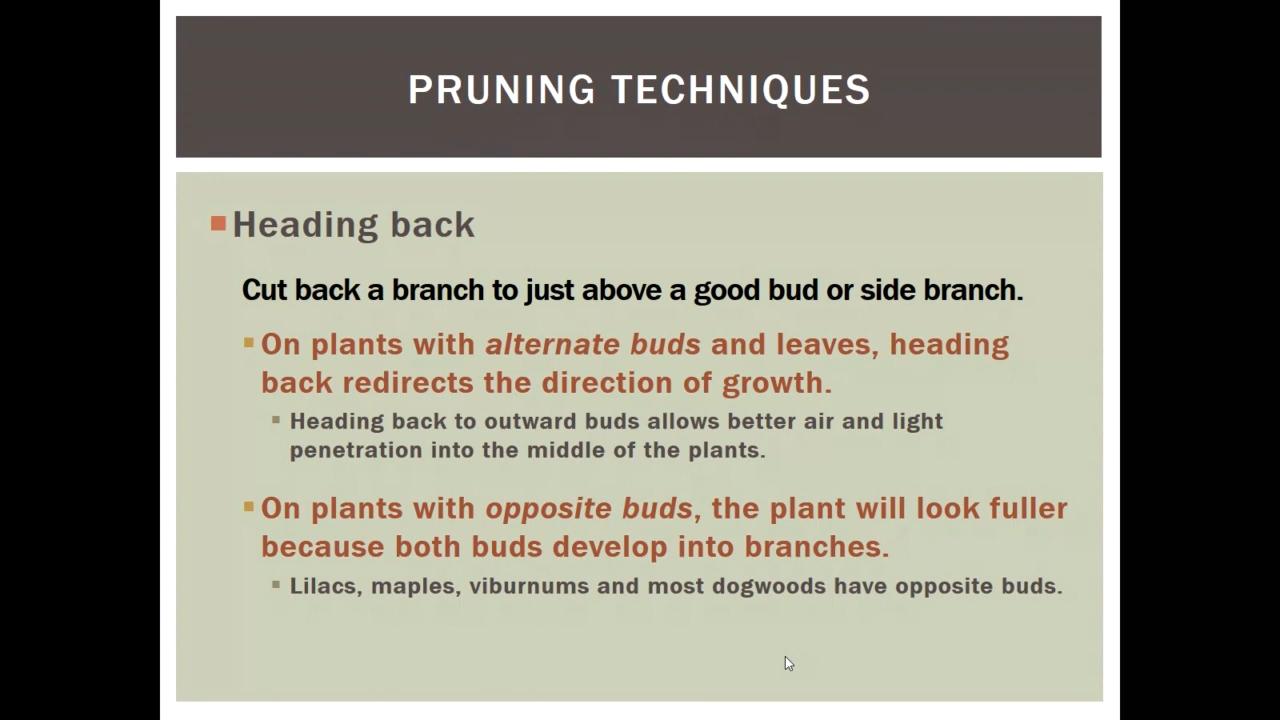 PRUNING TECHNIQUES
Heading back
Cut back a branch to just above a good bud or side branch.
On plants with alternate buds and leaves, heading
back redirects the direction of growth.
Heading back to outward buds allows better air and light
penetration into the middle of the plants.
On plants with opposite buds, the plant will look fuller
because both buds develop into branches.
Lilacs, maples, viburnums and most dogwoods have opposite buds.